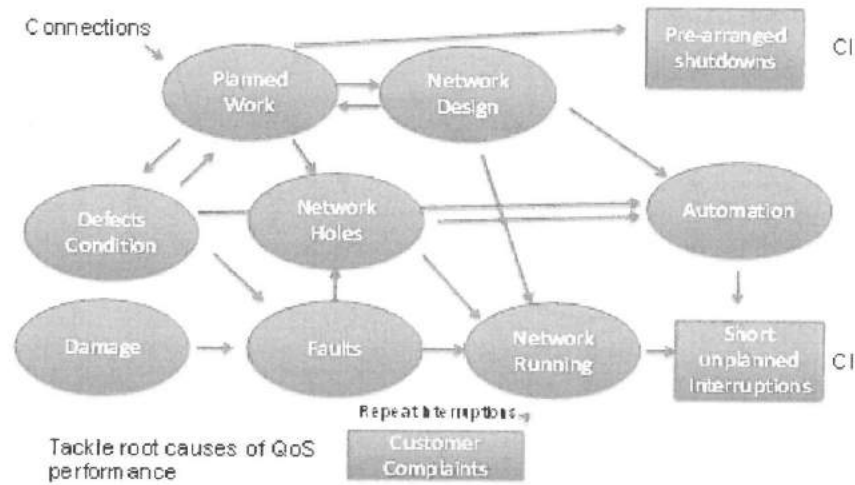 Connections
Planned
Work
Network
Design
Pre-arranged
shutdowns
CI
Defects
Condition
Network
Holes
Automation
Damage
Faults
Network
Running
Short
unplanned
Interruptions
CI
Repeat Interruptions
Customer
Complaints
Tackle root causes of QoS
performance